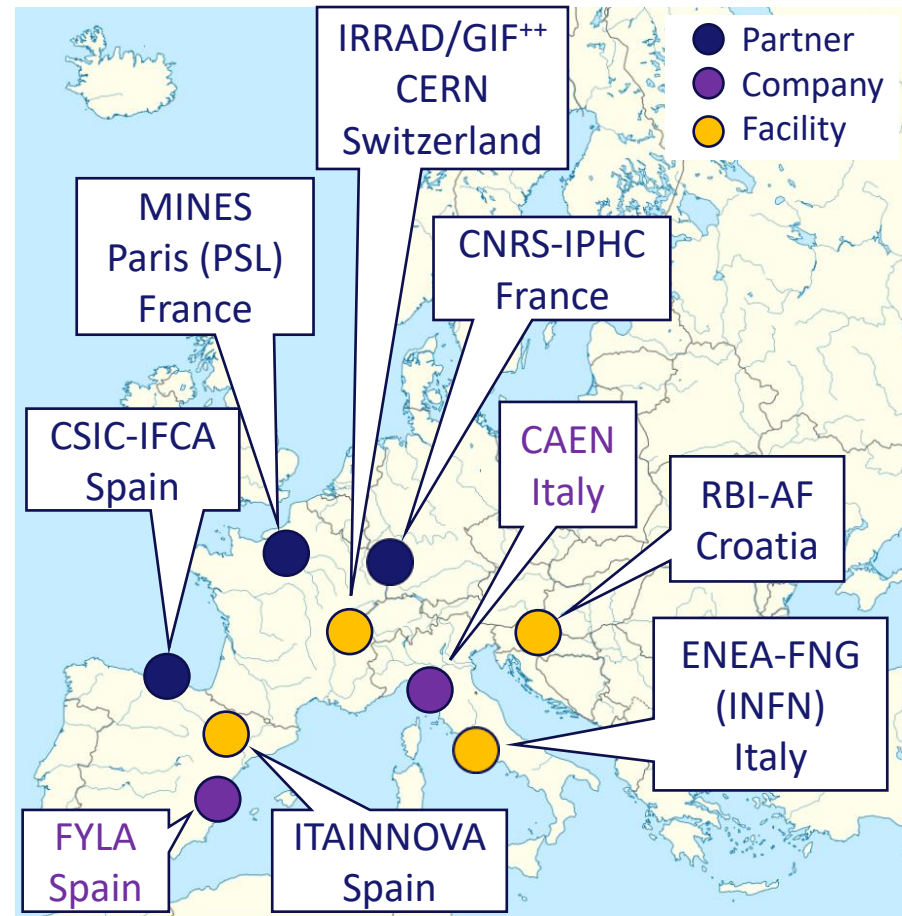 IRRAD/GIF⁺⁺
CERN
Switzerland
Partner
Company
Facility
MINES
Paris (PSL)
France
CNRS-IPHC
France
CSIC-IFCA
Spain
CAEN
Italy
RBI-AF
Croatia
ENEA-FNG
(INFN)
Italy
FYLA
Spain
ITAINNOVA
Spain